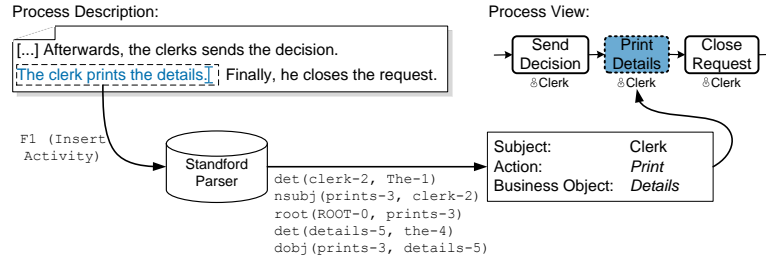 Process Description:
[...] Afterwards, the clerks sends the decision.
The clerk prints the details. Finally, he closes the request.
Process View:
Send Decision
Print Details
Close Request
Clerk
Clerk
Clerk
F1 (Insert
Activity)
Standford
Parser
det(clerk-2, The-1)
nsubj(prints-3, clerk-2)
root(ROOT-0, prints-3)
det(details-5, the-4)
dobj(prints-3, details-5)
Subject: Clerk
Action: Print
Business Object: Details